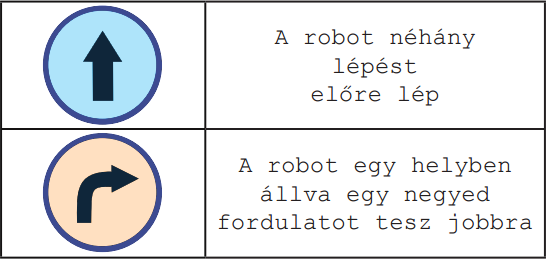 A robot néhány
lépést
előre lép
A robot egy helyben
állva egy negyed
fordulatot tesz jobbra